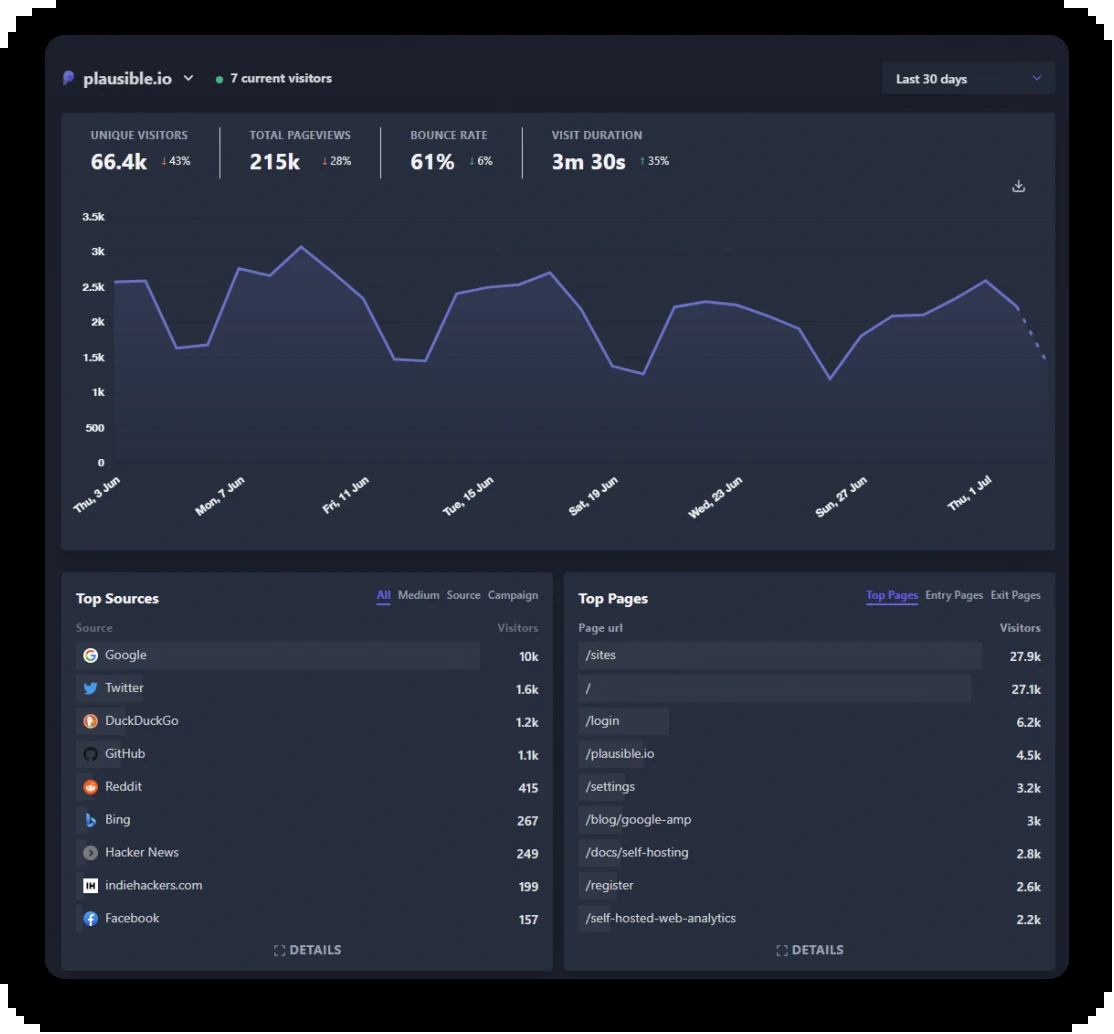 plausible.io 7 current visitors Last 30 days
UNIQUE VISITORS TOTAL PAGEVIEWS BOUNCE RATE VISIT DURATION
66.4k ↓43% 215k ↓28% 61% ↓6% 3m 30s ↑35%
3.5k
3k
2.5k
2k
1.5k
1k
500
0
Thu, 3 Jun Mon, 7 Jun Fri, 11 Jun Tue, 15 Jun Sat, 19 Jun Wed, 23 Jun Sun, 27 Jun Thu, 1 Jul
Top Sources All Medium Source Campaign
Source Visitors
Google 10k
Twitter 1.6k
DuckDuckGo 1.2k
GitHub 1.1k
Reddit 415
Bing 267
Hacker News 249
IH indiehackers.com 199
Facebook 157
DETAILS
Top Pages Top Pages Entry Pages Exit Pages
Page url Visitors
/sites 27.9k
/ 27.1k
/login 6.2k
/plausible.io 4.5k
/settings 3.2k
/blog/google-amp 3k
/docs/self-hosting 2.8k
/register 2.6k
/self-hosted-web-analytics 2.2k
DETAILS